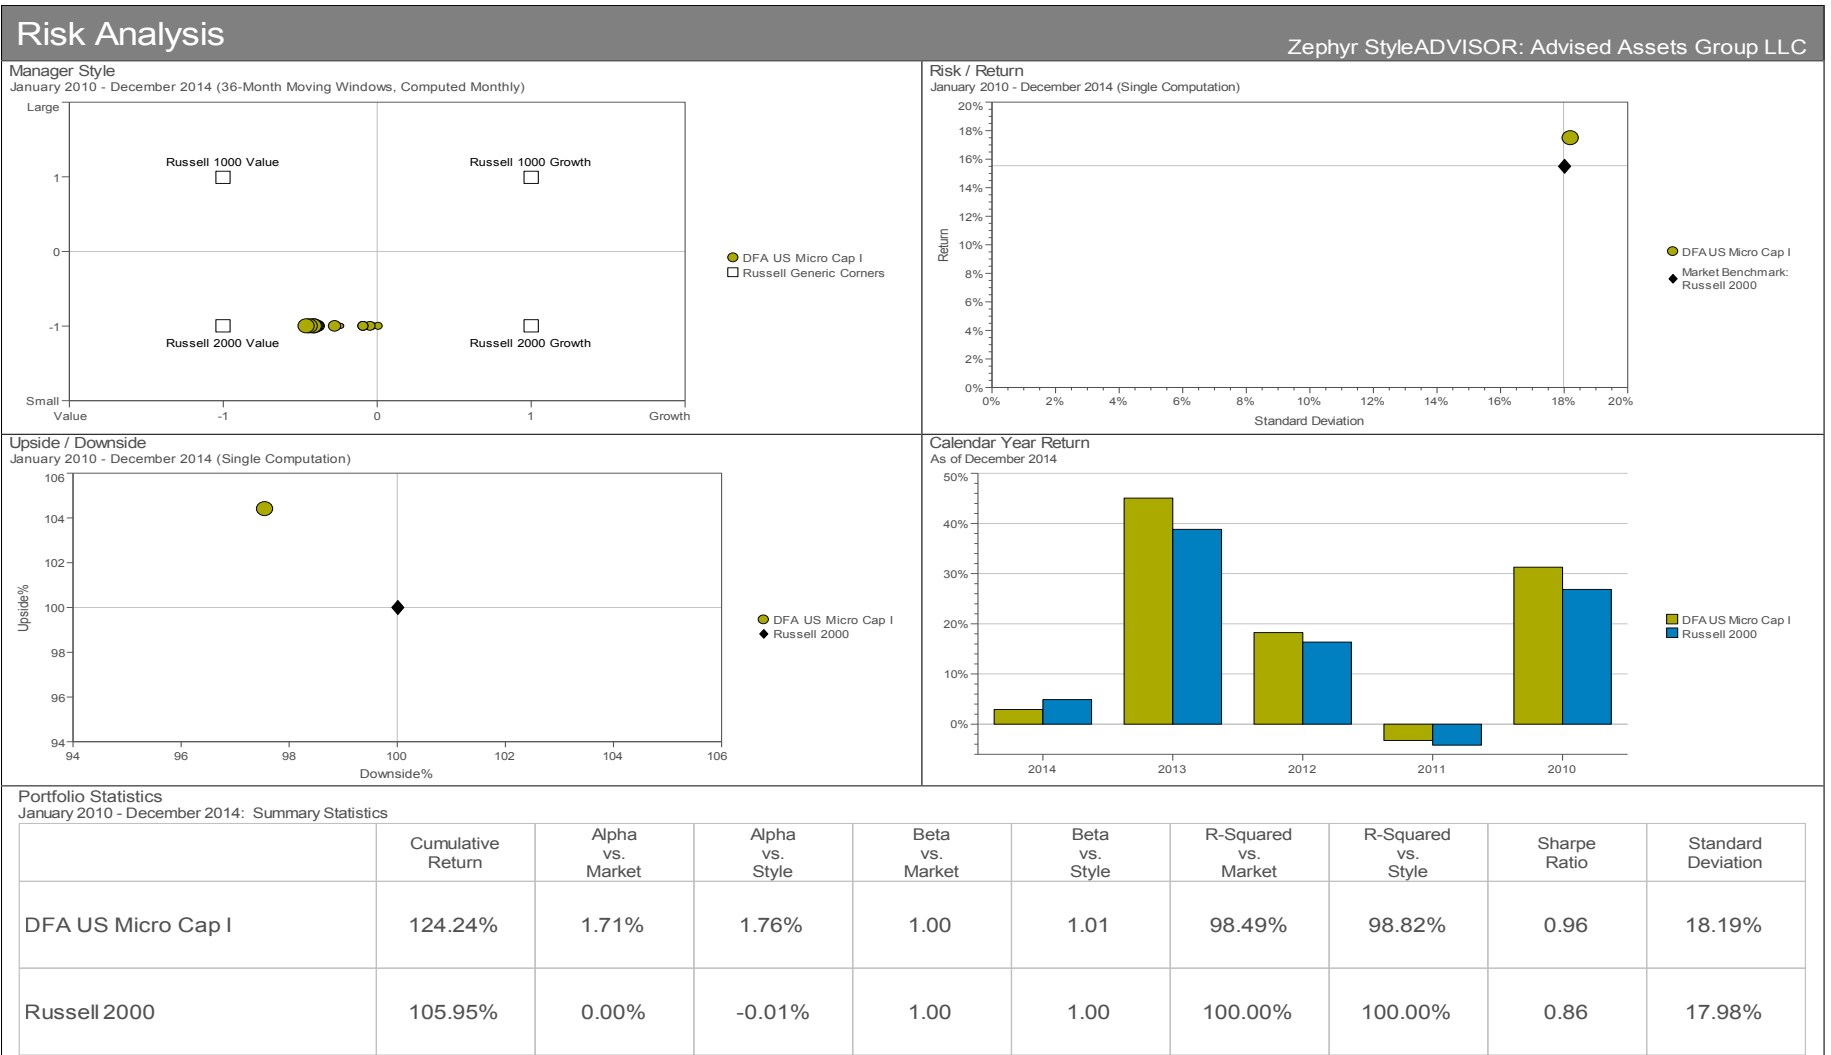 Risk Analysis
Zephyr StyleADVISOR: Advised Assets Group LLC
Manager Style
January 2010 - December 2014 (36-Month Moving Windows, Computed Monthly)
Large
1
0
-1
Small
Value
-1
0
1
Growth
Russell 1000 Value
Russell 1000 Growth
Russell 2000 Value
Russell 2000 Growth
DFA US Micro Cap I
Russell Generic Corners
Risk / Return
January 2010 - December 2014 (Single Computation)
Return
20%
18%
16%
14%
12%
10%
8%
6%
4%
2%
0%
0%
2%
4%
6%
8%
10%
12%
14%
16%
18%
20%
Standard Deviation
DFA US Micro Cap I
Market Benchmark:
Russell 2000
Upside / Downside
January 2010 - December 2014 (Single Computation)
Upside%
106
104
102
100
98
96
94
94
96
98
100
102
104
106
Downside%
DFA US Micro Cap I
Russell 2000
Calendar Year Return
As of December 2014
50%
40%
30%
20%
10%
0%
2014
2013
2012
2011
2010
DFA US Micro Cap I
Russell 2000
Portfolio Statistics
January 2010 - December 2014: Summary Statistics
Cumulative
Return
Alpha
vs.
Market
Alpha
vs.
Style
Beta
vs.
Market
Beta
vs.
Style
R-Squared
vs.
Market
R-Squared
vs.
Style
Sharpe
Ratio
Standard
Deviation
DFA US Micro Cap I 124.24% 1.71% 1.76% 1.00 1.01 98.49% 98.82% 0.96 18.19%
Russell 2000 105.95% 0.00% -0.01% 1.00 1.00 100.00% 100.00% 0.86 17.98%